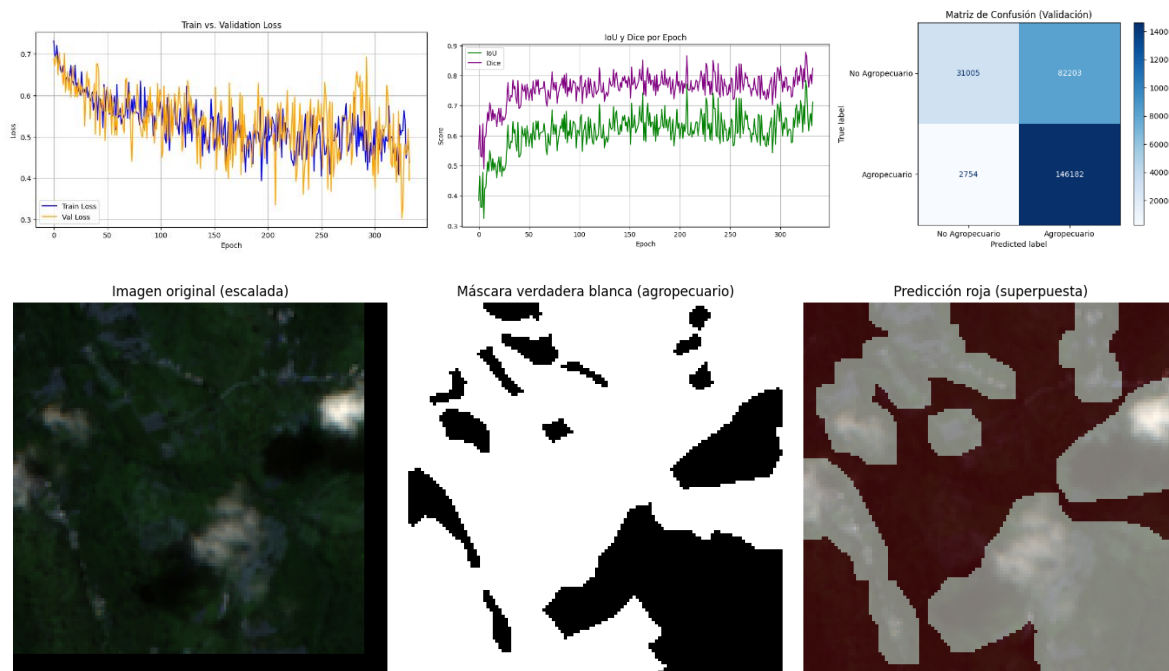 Train vs. Validation Loss
0.7
0.6
0.5
0.4
0.3
Loss
Train Loss
Val Loss
0 50 100 150 200 250 300
Epoch
IoU y Dice por Epoch
0.9
0.8
0.7
0.6
0.5
0.4
0.3
Score
IoU
Dice
0 50 100 150 200 250 300
Epoch
Matriz de Confusión (Validación)
True label
No Agropecuario
Agropecuario
31005 82203
2754 146182
No Agropecuario Agropecuario
Predicted label
Imagen original (escalada)
Máscara verdadera blanca (agropecuario)
Predicción roja (superpuesta)